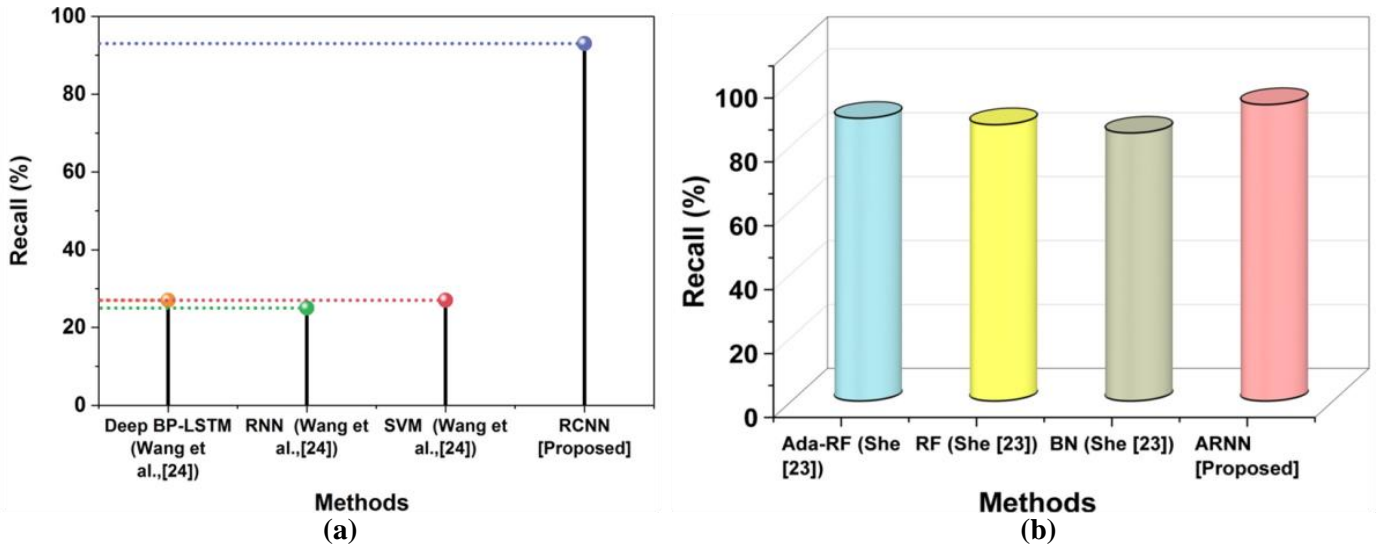 100
80
60
40
20
0
Recall (%)
Deep BP-LSTM
(Wang et
al.,[24])
RNN (Wang et
al.,[24])
SVM (Wang et
al.,[24])
RCNN
[Proposed]
Methods
(a)
100
80
60
40
20
0
Recall (%)
Ada-RF (She
[23])
RF (She [23])
BN (She [23])
ARNN
[Proposed]
Methods
(b)